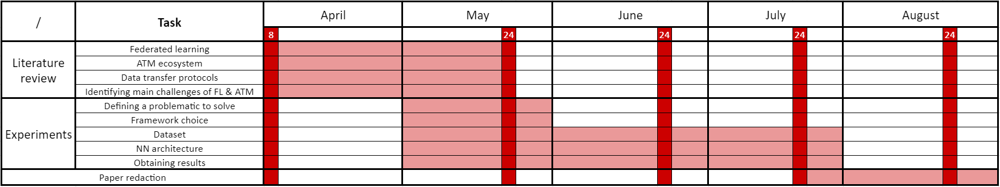 / Task April May June July August
8 24 24 24 24
Literature review
Federated learning
ATM ecosystem
Data transfer protocols
Identifying main challenges of FL & ATM
Experiments
Defining a problematic to solve
Framework choice
Dataset
NN architecture
Obtaining results
Paper redaction